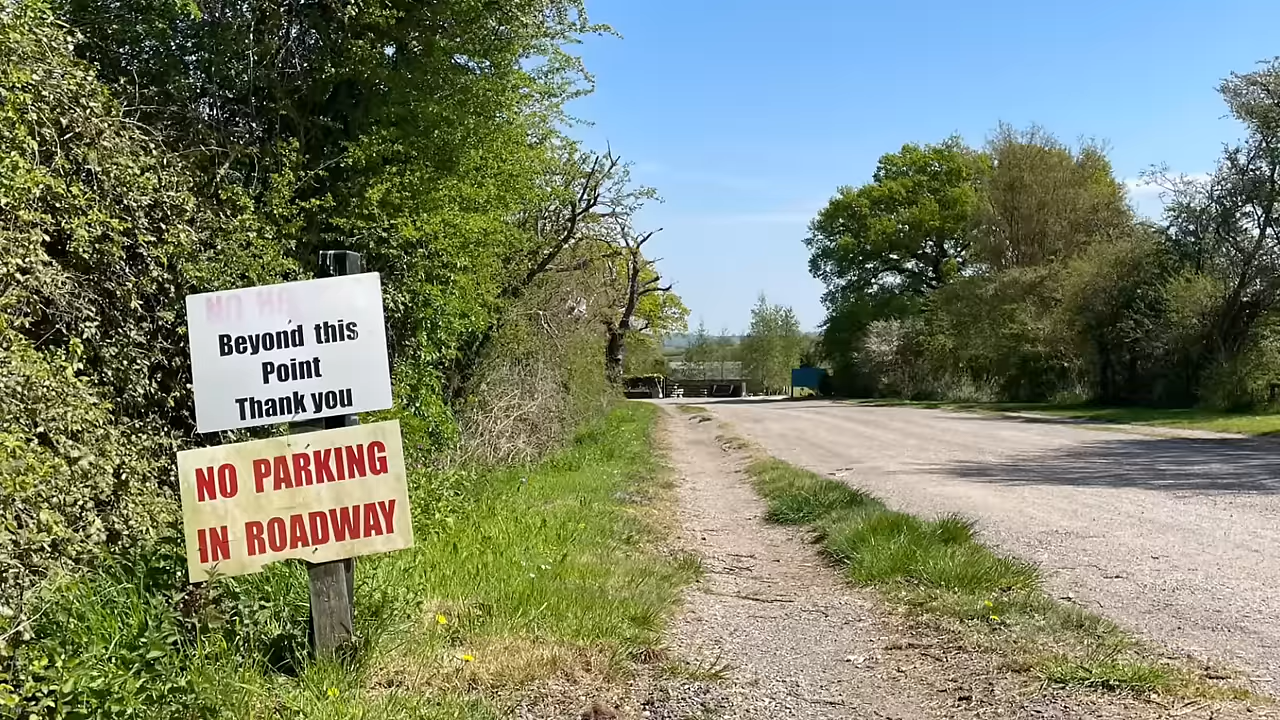 Beyond this
Point
Thank you
NO PARKING
IN ROADWAY